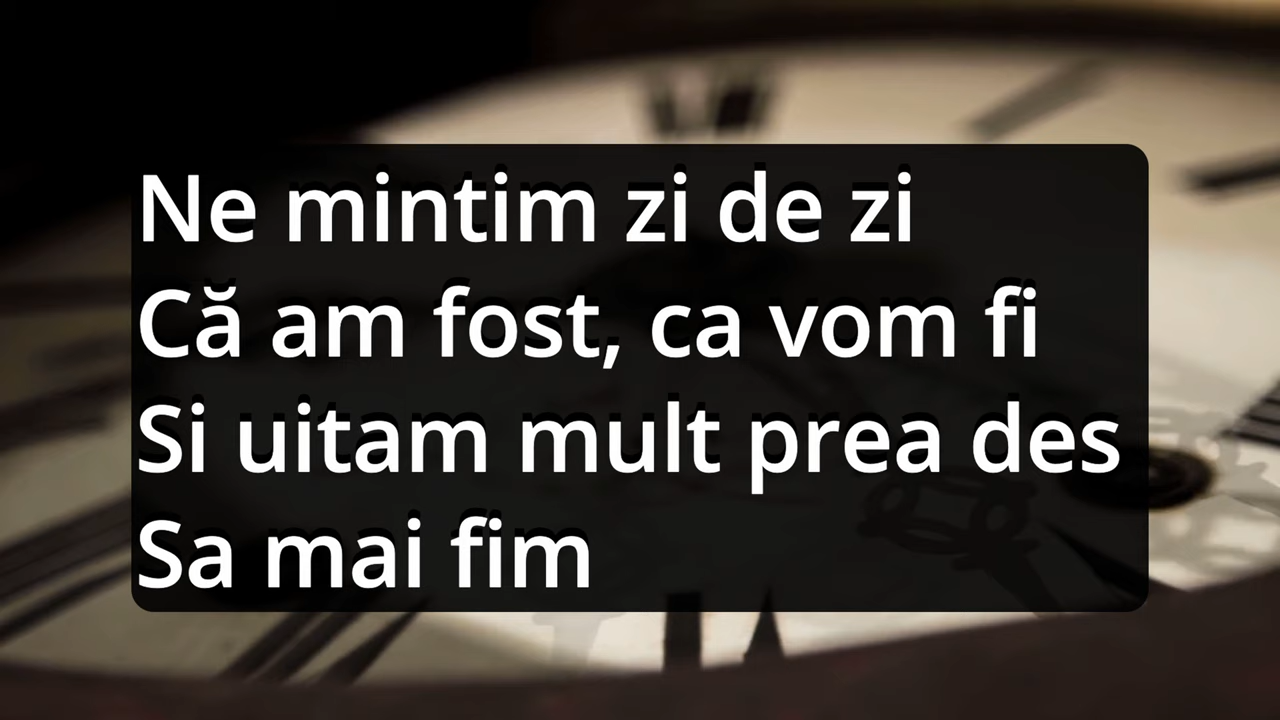 Ne mintim zi de zi
Că am fost, ca vom fi
Si uitam mult prea des
Sa mai fim